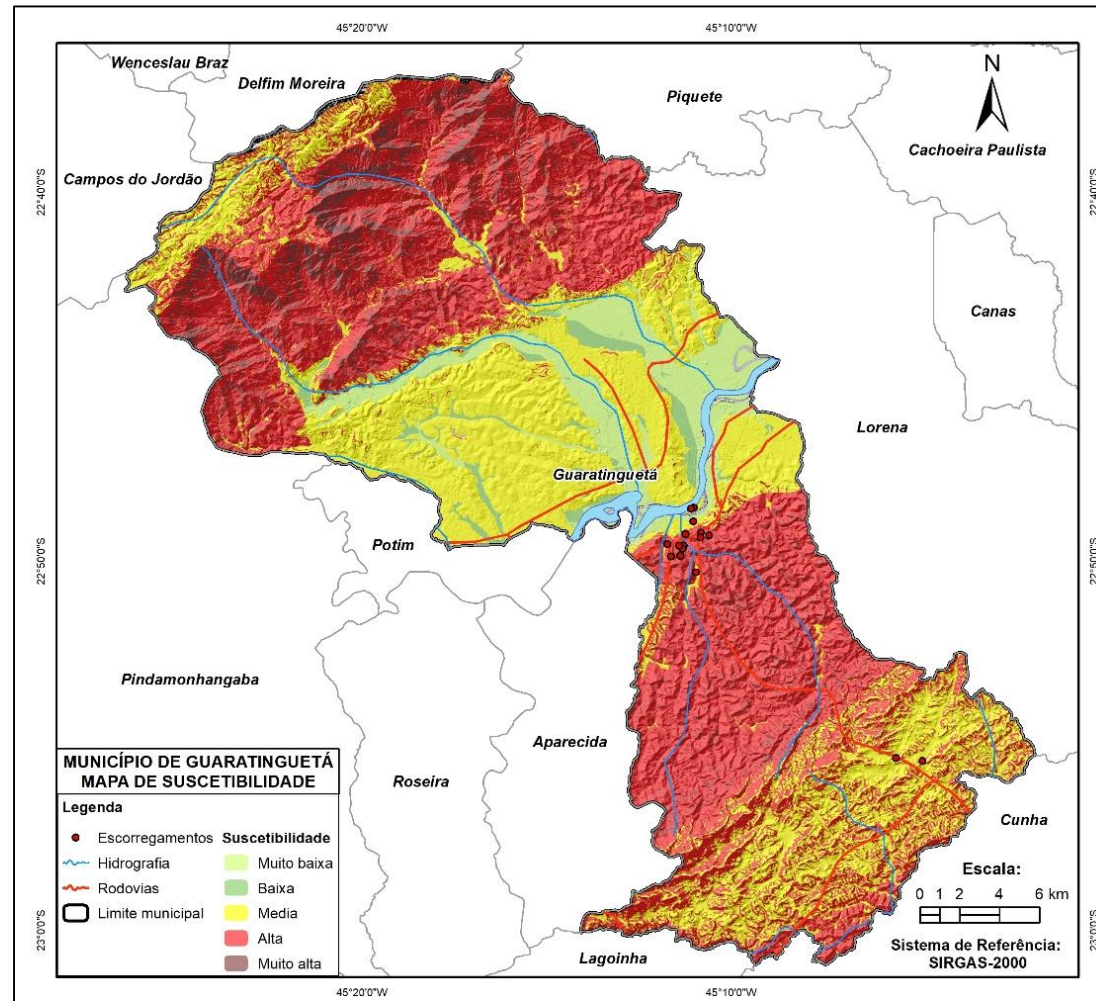 45°20'0"W
45°10'0"W
Wenceslau Braz
Delfim Moreira
Piquete
N
Cachoeira Paulista
Campos do Jordão
22°40'0"S
22°40'0"S
Canas
Lorena
Guaratinguetá
Potim
22°50'0"S
22°50'0"S
Pindamonhangaba
Aparecida
Roseira
Cunha
Lagoinha
MUNICÍPIO DE GUARATINGUETÁ
MAPA DE SUSCETIBILIDADE
Legenda
Escorregamentos
Hidrografia
Rodovias
Limite municipal
Suscetibilidade
Muito baixa
Baixa
Media
Alta
Muito alta
Escala:
0 1 2 4 6 km
Sistema de Referência:
SIRGAS-2000
23°0'0"S
23°0'0"S
45°20'0"W
45°10'0"W